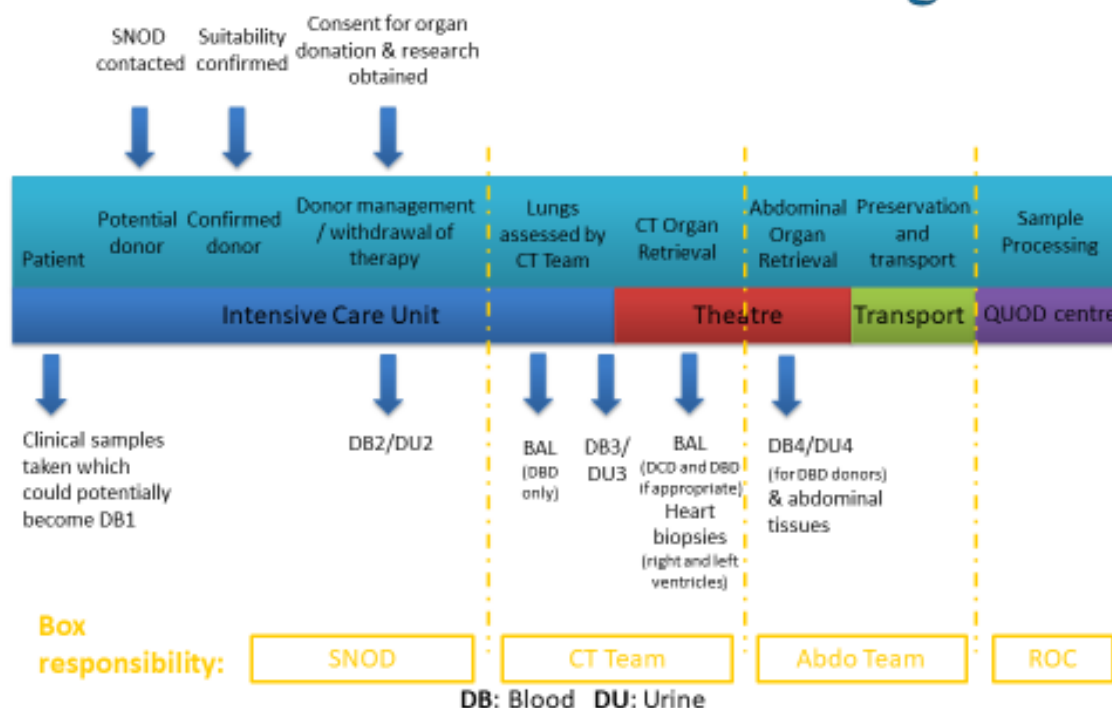 SNOD
contacted
Suitability
confirmed
Consent for organ
donation & research
obtained
Patient
Potential
donor
Confirmed
donor
Donor management
/ withdrawal of
therapy
Lungs
assessed by
CT Team
CT Organ
Retrieval
Abdominal
Organ
Retrieval
Preservation
and
transport
Sample
Processing
Intensive Care Unit
Theatre
Transport
QUOD centre
Clinical samples
taken which
could potentially
become DB1
DB2/DU2
BAL
(DBD
only)
DB3/
DU3
BAL
(DCD and DBD
if appropriate)
Heart
biopsies
(right and left
ventricles)
DB4/DU4
(for DBD donors)
& abdominal
tissues
Box
responsibility:
SNOD
CT Team
Abdo Team
ROC
DB: Blood DU: Urine